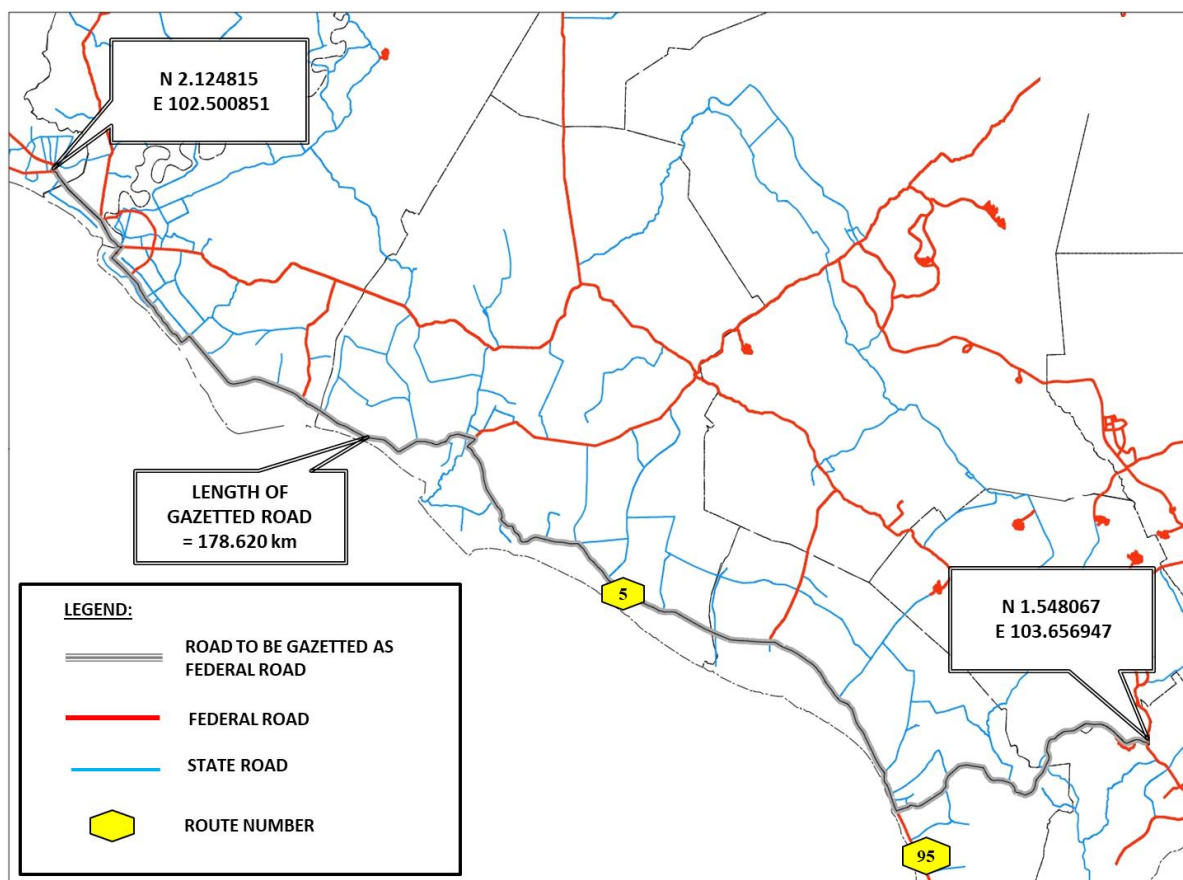 N 2.124815
E 102.500851
LENGTH OF
GAZETTED ROAD
= 178.620 km
5
N 1.548067
E 103.656947
95
LEGEND:
ROAD TO BE GAZETTED AS
FEDERAL ROAD
FEDERAL ROAD
STATE ROAD
ROUTE NUMBER